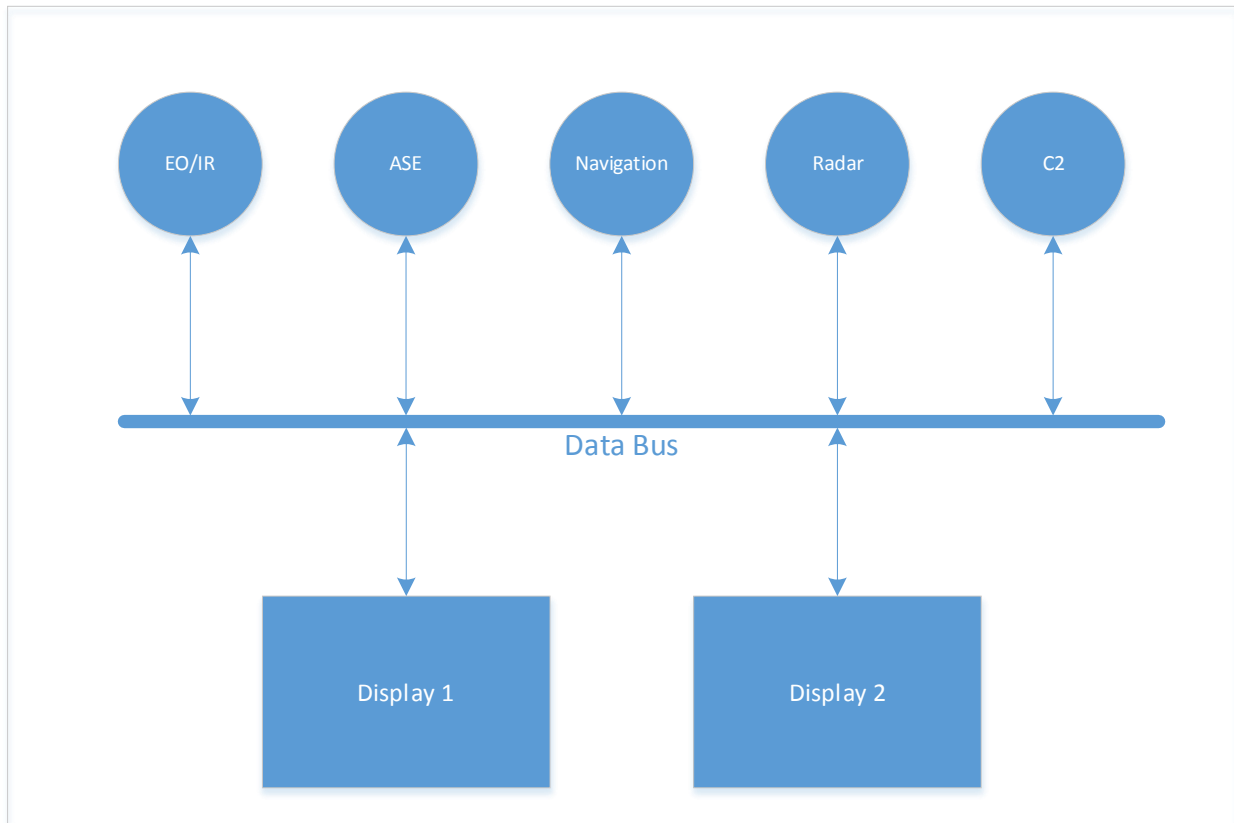 EO/IR
ASE
Navigation
Radar
C2
Data Bus
Display 1
Display 2